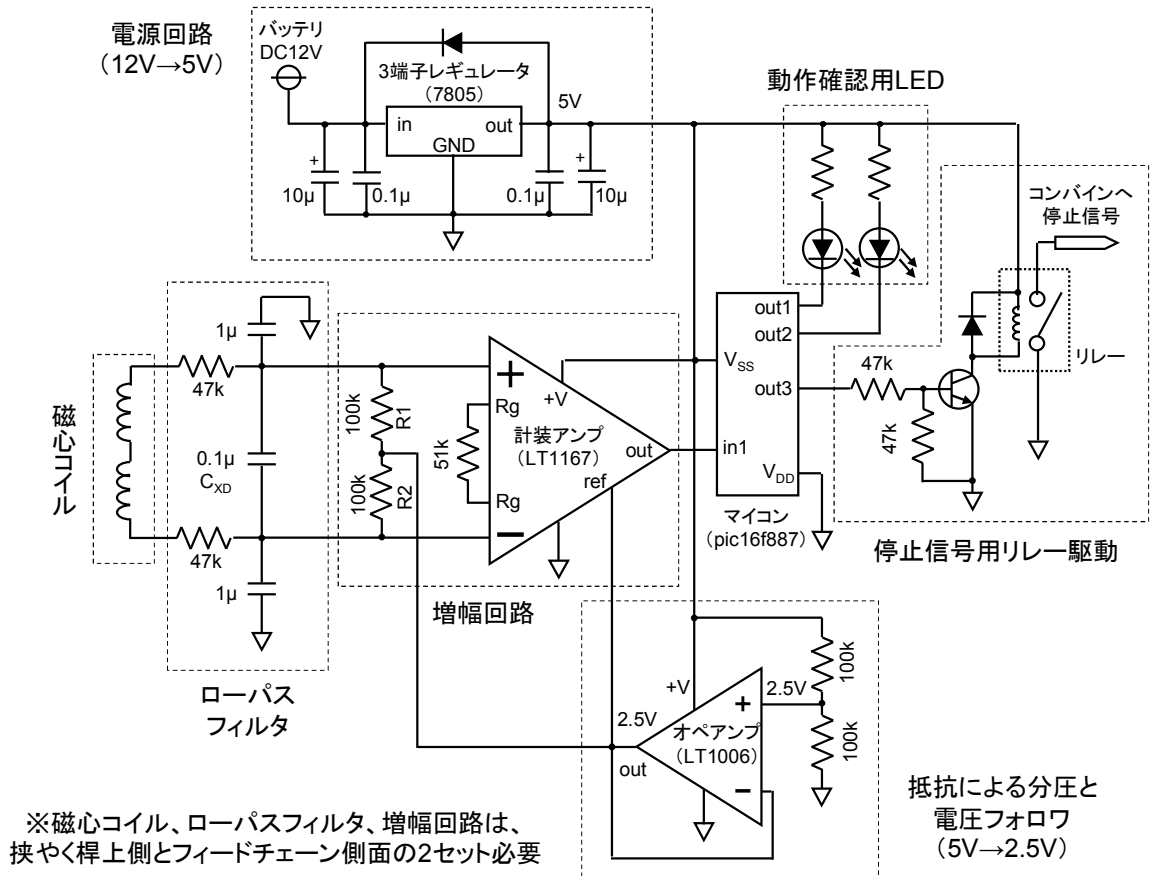 電源回路
(12V→5V)
バッテリ
DC12V
3端子レギュレータ
(7805)
in
out
GND
5V
+
10μ
0.1μ
0.1μ
+
10μ
動作確認用LED
コンバインへ
停止信号
リレー
out1
out2
VSS
out3
in1
VDD
マイコン
(pic16f887)
47k
47k
停止信号用リレー駆動
磁心コイル
1μ
47k
0.1μ
CXD
47k
1μ
ローパス
フィルタ
100k
R1
100k
R2
51k
+
Rg
Rg
−
+V
計装アンプ
(LT1167)
out
ref
増幅回路
+V
2.5V
+
2.5V
オペアンプ
(LT1006)
out
−
100k
100k
抵抗による分圧と
電圧フォロワ
(5V→2.5V)
※磁心コイル、ローパスフィルタ、増幅回路は、
挟やく桿上側とフィードチェーン側面の2セット必要